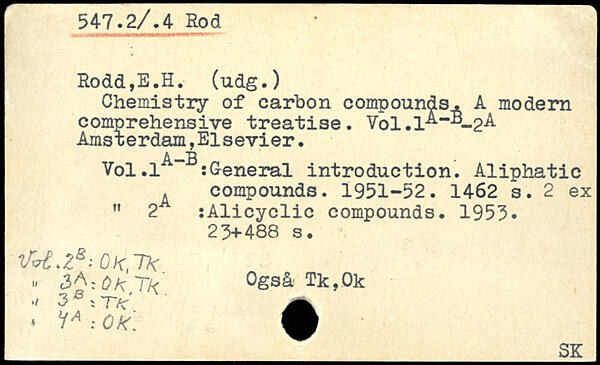 547.2/.4 Rod
Rodd,E.H. (udg.)
Chemistry of carbon compounds. A modern
comprehensive treatise. Vol.1A-B-2A
Amsterdam,Elsevier.
Vol.1A-B:General introduction. Aliphatic
compounds. 1951-52. 1462 s. 2 ex
" 2A :Alicyclic compounds. 1953.
23+488 s.
Vol. 2B: OK, TK.
" 3A: OK, TK.
" 3B: TK.
" 4A: OK.
Også Tk,Ok
SK